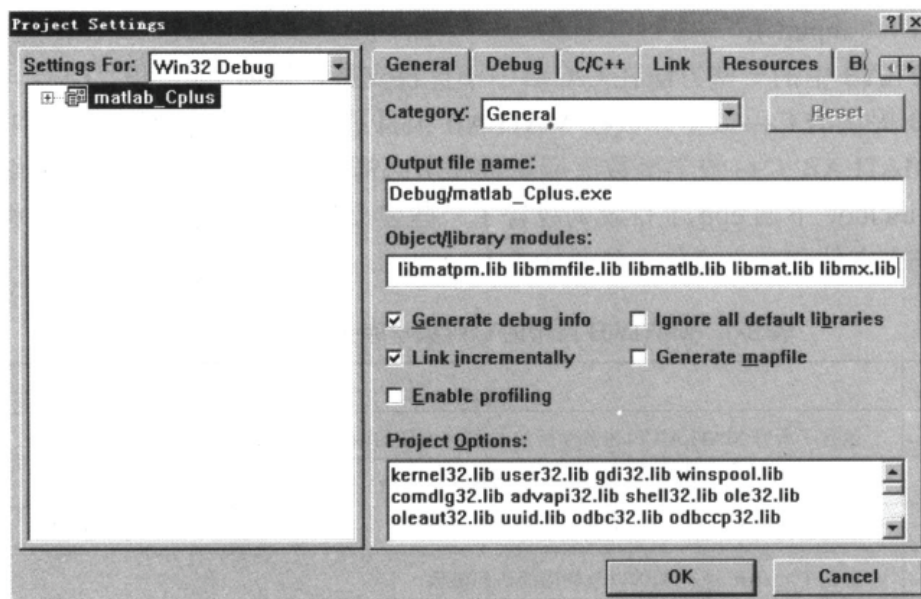 Project Settings
Settings For: Win32 Debug
matlab_Cplus
General Debug C/C++ Link Resources
Category: General Reset
Output file name:
Debug/matlab_Cplus.exe
Object/library modules:
libmatpm.lib libmmfile.lib libmatlb.lib libmat.lib libmx.lib
Generate debug info Ignore all default libraries
Link incrementally Generate mapfile
Enable profiling
Project Options:
kernel32.lib user32.lib gdi32.lib winspool.lib
comdlg32.lib advapi32.lib shell32.lib ole32.lib
oleaut32.lib uuid.lib odbc32.lib odbccp32.lib
OK Cancel